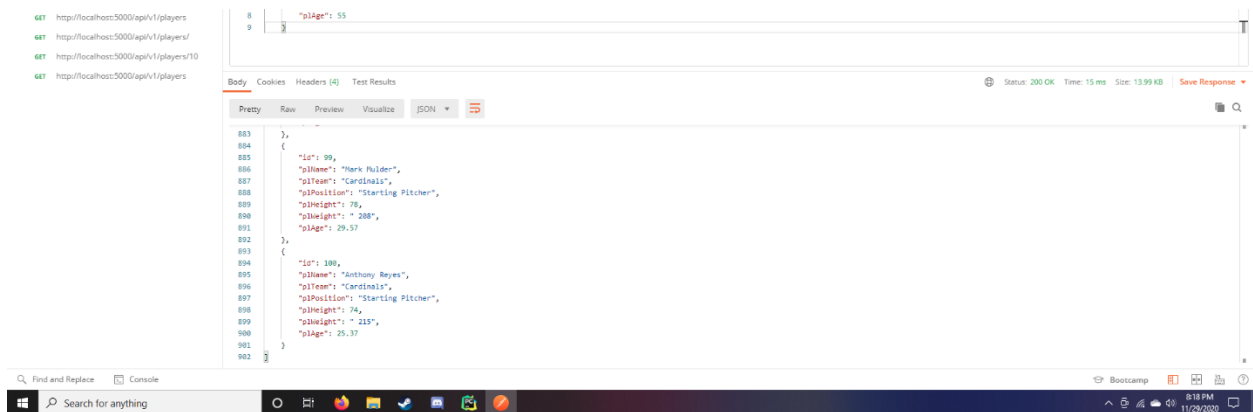 GET http://localhost:5000/api/v1/players
GET http://localhost:5000/api/v1/players/
GET http://localhost:5000/api/v1/players/10
GET http://localhost:5000/api/v1/players
8 "plAge": 55
9 }
Body Cookies Headers (4) Test Results
Status: 200 OK Time: 15 ms Size: 13.99 KB Save Response
Pretty Raw Preview Visualize JSON
883 },
884 {
885 "id": 99,
886 "plName": "Mark Mulder",
887 "plTeam": "Cardinals",
888 "plPosition": "Starting Pitcher",
889 "plHeight": 78,
890 "plWeight": " 208",
891 "plAge": 29.57
892 },
893 {
894 "id": 100,
895 "plName": "Anthony Reyes",
896 "plTeam": "Cardinals",
897 "plPosition": "Starting Pitcher",
898 "plHeight": 74,
899 "plWeight": " 215",
900 "plAge": 25.37
901 }
902 ]
Find and Replace Console
Bootcamp
Search for anything
8:18 PM
11/29/2020